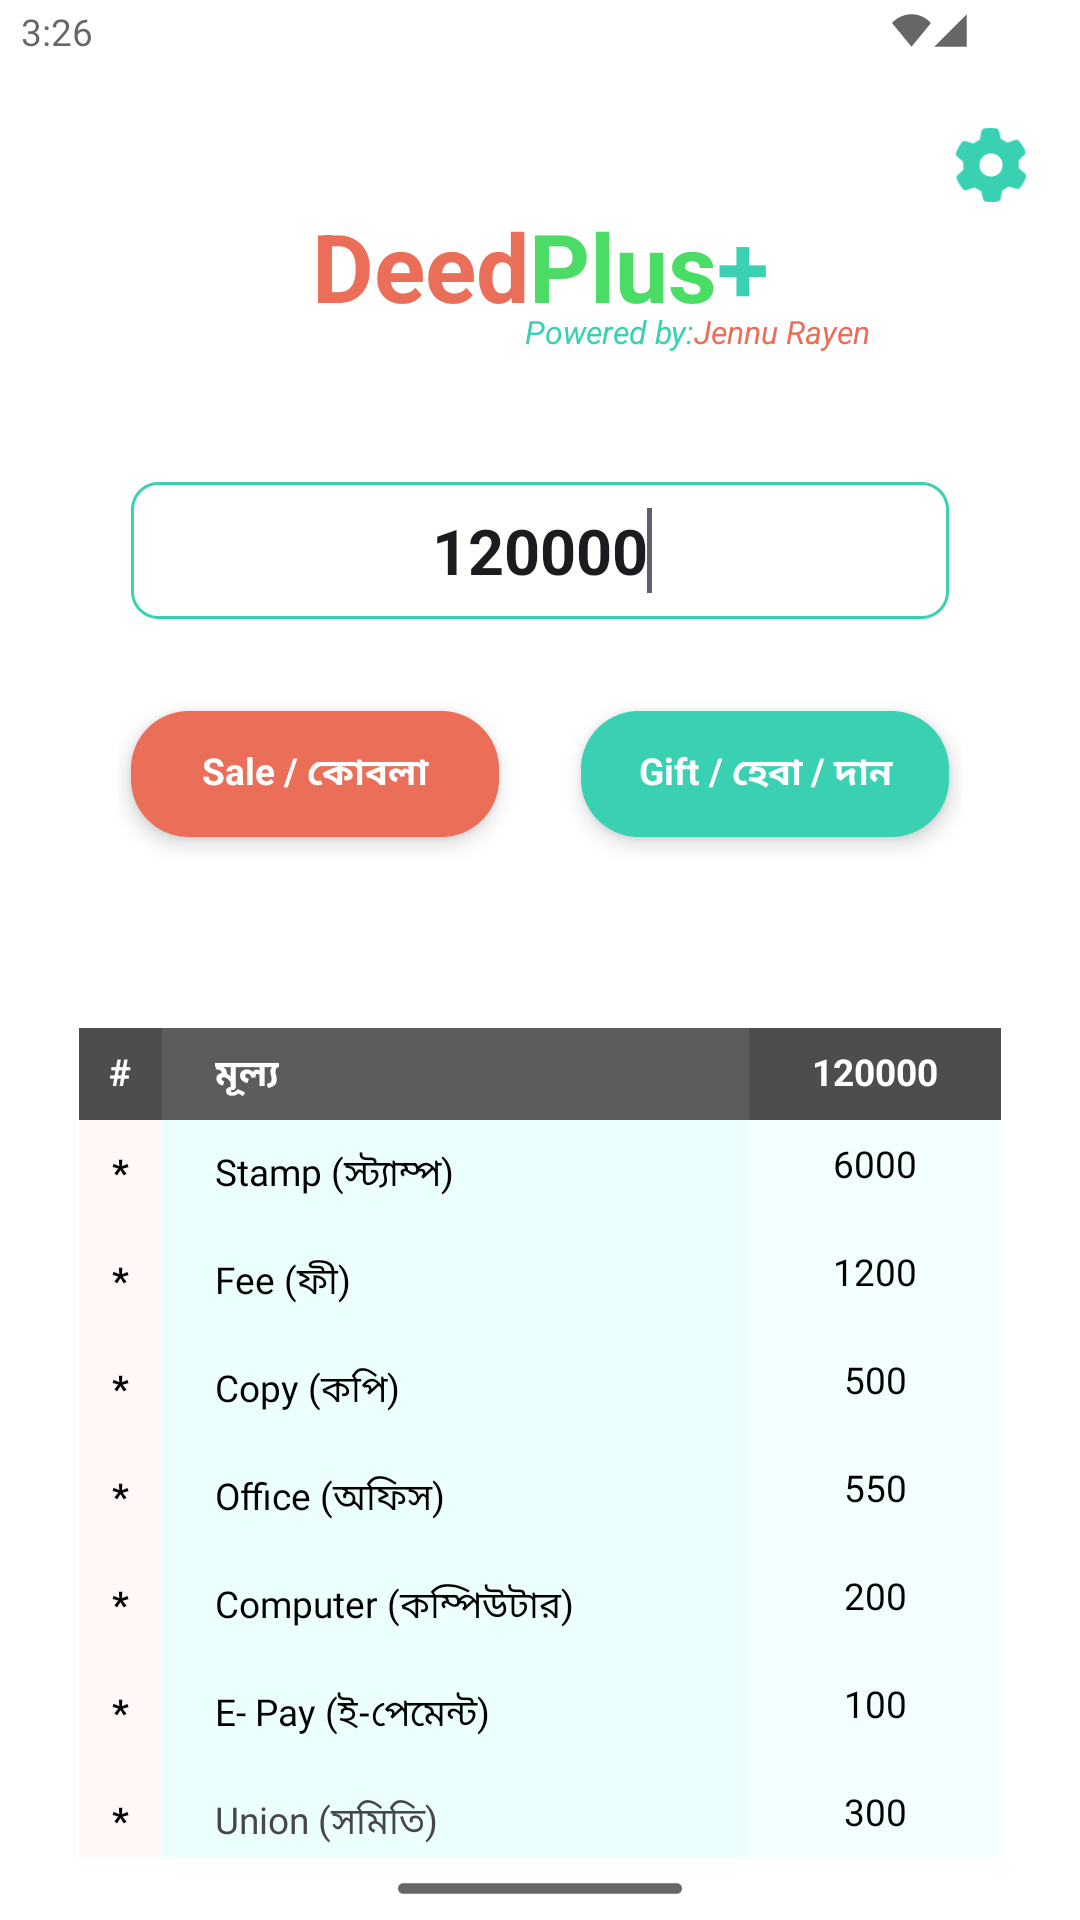 3:26
DeedPlus+
Powered by:Jennu Rayen
120000
Sale / কোবলা
Gift / হেবা / দান
# মূল্য 120000
* Stamp (স্ট্যাম্প) 6000
* Fee (ফী) 1200
* Copy (কপি) 500
* Office (অফিস) 550
* Computer (কম্পিউটার) 200
* E- Pay (ই-পেমেন্ট) 100
* Union (সমিতি) 300